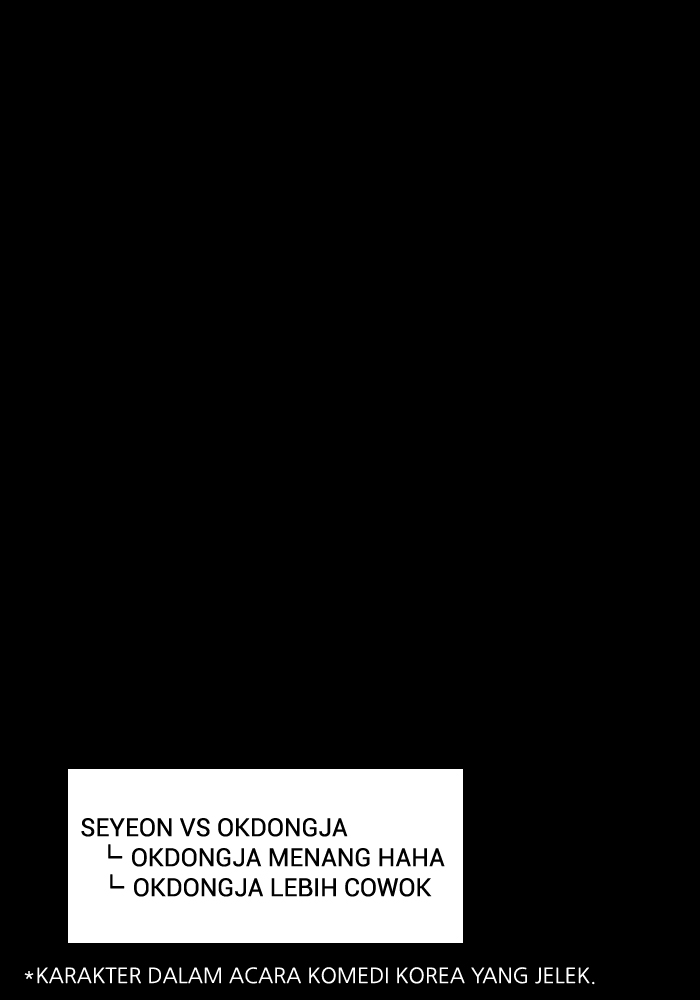 SEYEON VS OKDONGJA
└ OKDONGJA MENANG HAHA
└ OKDONGJA LEBIH COWOK
*KARAKTER DALAM ACARA KOMEDI KOREA YANG JELEK.